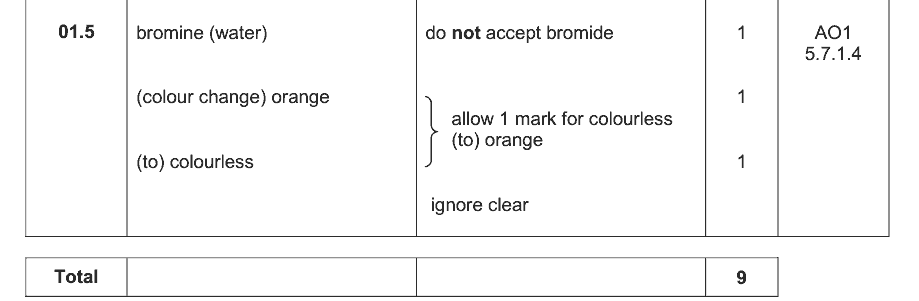 01.5 bromine (water) do not accept bromide 1 AO1
5.7.1.4
(colour change) orange 1
allow 1 mark for colourless
(to) orange
(to) colourless 1
ignore clear
Total 9